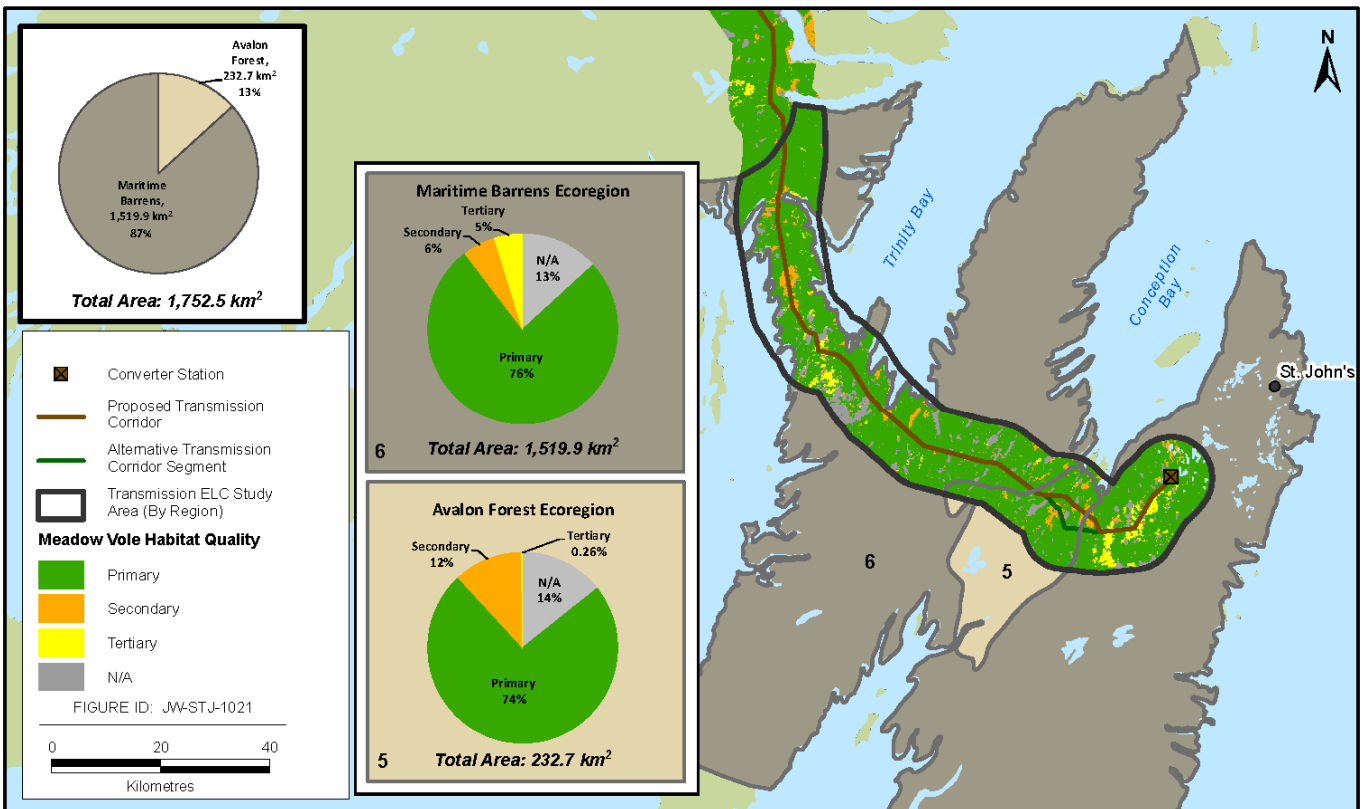 Avalon
Forest,
232.7 km²
13%
Maritime
Barrens,
1,519.9 km²
87%
Total Area: 1,752.5 km²
Converter Station
Proposed Transmission
Corridor
Alternative Transmission
Corridor Segment
Transmission ELC Study
Area (By Region)
Meadow Vole Habitat Quality
Primary
Secondary
Tertiary
N/A
FIGURE ID: JW-STJ-1021
0 20 40
Kilometres
Maritime Barrens Ecoregion
Tertiary
5%
Secondary
6%
N/A
13%
Primary
76%
6 Total Area: 1,519.9 km²
Avalon Forest Ecoregion
Tertiary
0.26%
Secondary
12%
N/A
14%
Primary
74%
5 Total Area: 232.7 km²
N
Trinity Bay
Conception
Bay
St. John's
6
5